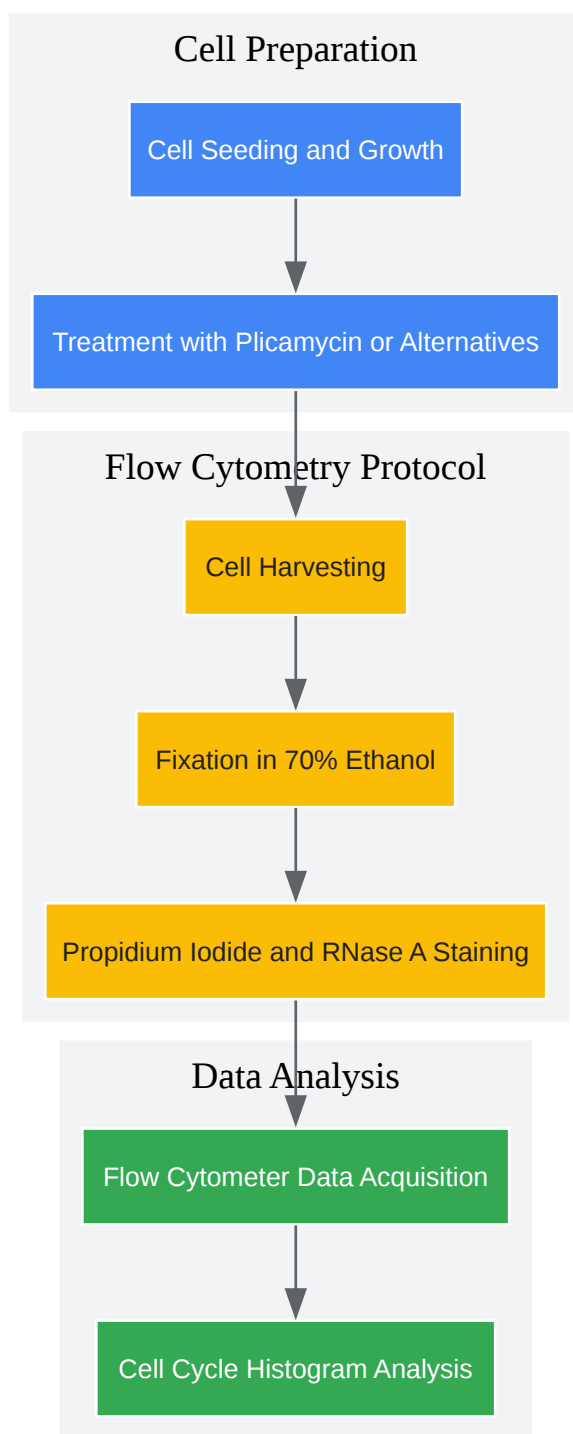 Cell Preparation
Cell Seeding and Growth
Treatment with Plicamycin or Alternatives
Flow Cytometry Protocol
Cell Harvesting
Fixation in 70% Ethanol
Propidium Iodide and RNase A Staining
Data Analysis
Flow Cytometer Data Acquisition
Cell Cycle Histogram Analysis